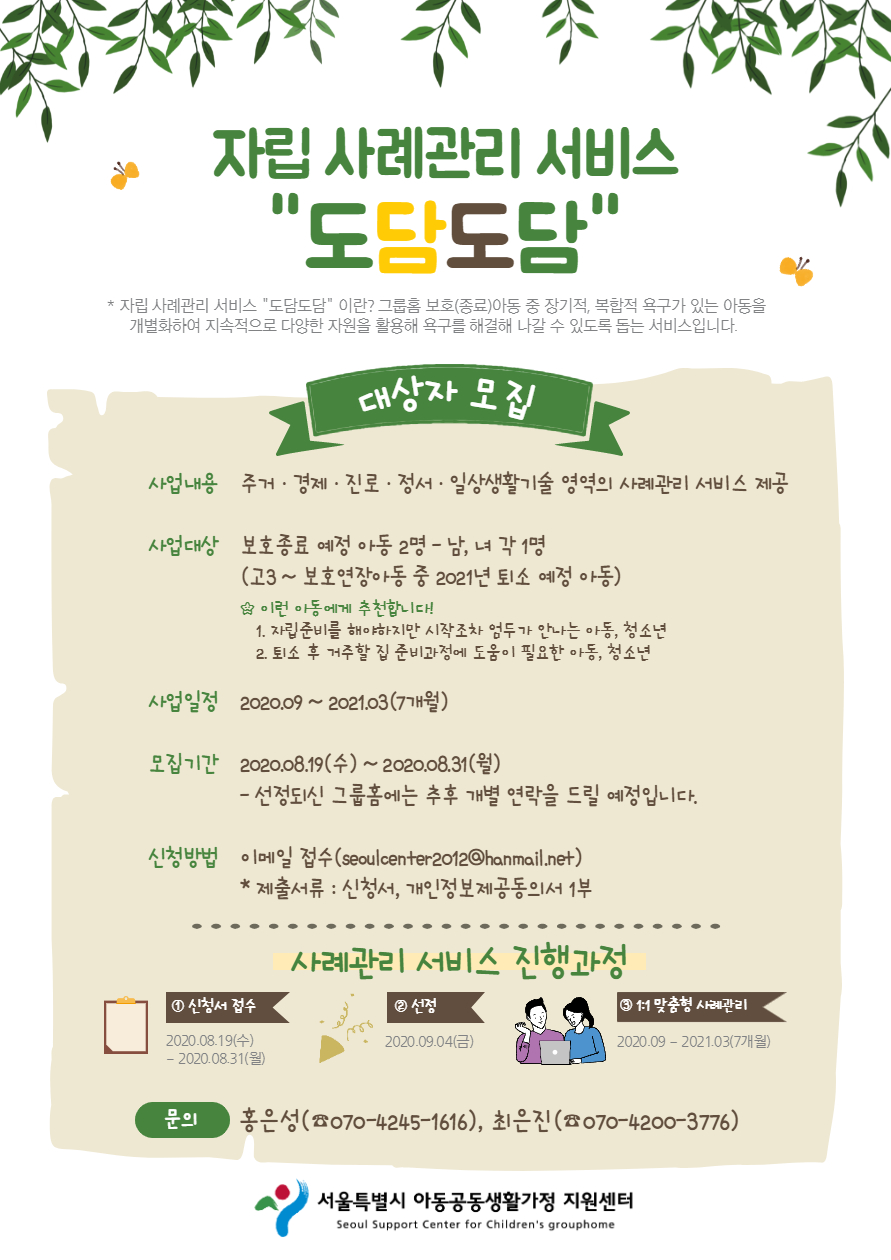 자립 사례관리 서비스
"도담도담"
* 자립 사례관리 서비스 "도담도담" 이란? 그룹홈 보호(종료)아동 중 장기적, 복합적 욕구가 있는 아동을
개별화하여 지속적으로 다양한 자원을 활용해 욕구를 해결해 나갈 수 있도록 돕는 서비스입니다.
대상자 모집
사업내용 주거 · 경제 · 진로 · 정서 · 일상생활기술 영역의 사례관리 서비스 제공
사업대상 보호종료 예정 아동 2명 - 남, 녀 각 1명
(고3 ~ 보호연장아동 중 2021년 퇴소 예정 아동)
✩ 이런 아동에게 추천합니다!
1. 자립준비를 해야하지만 시작조차 엄두가 안나는 아동, 청소년
2. 퇴소 후 거주할 집 준비과정에 도움이 필요한 아동, 청소년
사업일정 2020.09 ~ 2021.03(7개월)
모집기간 2020.08.19(수) ~ 2020.08.31(월)
- 선정되신 그룹홈에는 추후 개별 연락을 드릴 예정입니다.
신청방법 이메일 접수(seoulcenter2012@hanmail.net)
* 제출서류 : 신청서, 개인정보제공동의서 1부
사례관리 서비스 진행과정
① 신청서 접수
2020.08.19(수)
- 2020.08.31(월)
② 선정
2020.09.04(금)
③ 1:1 맞춤형 사례관리
2020.09 - 2021.03(7개월)
문의 홍은성(☎070-4245-1616), 최은진(☎070-4200-3776)
서울특별시 아동공동생활가정 지원센터
Seoul Support Center for Children's grouphome